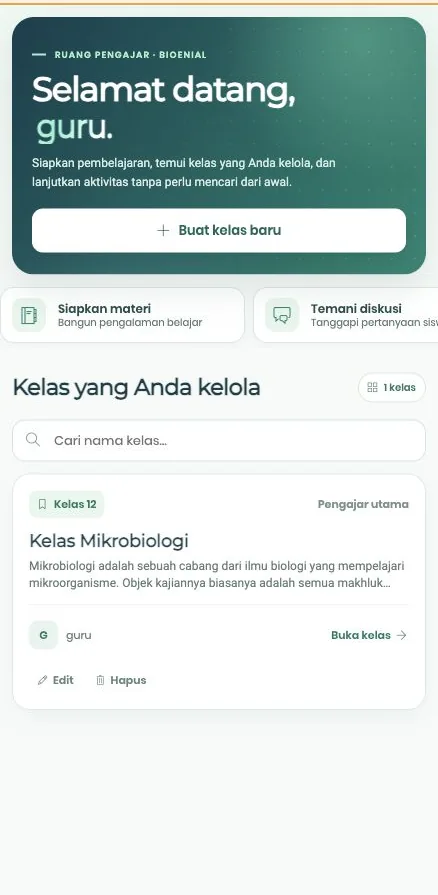 RUANG PENGAJAR • BIOENIAL
Selamat datang,
guru.
Siapkan pembelajaran, temui kelas yang Anda kelola, dan
lanjutkan aktivitas tanpa perlu mencari dari awal.
Buat kelas baru
Siapkan materi
Bangun pengalaman belajar
Temani diskusi
Tanggapi pertanyaan
Kelas yang Anda kelola
1 kelas
Cari nama kelas...
Kelas 12
Pengajar utama
Kelas Mikrobiologi
Mikrobiologi adalah sebuah cabang dari ilmu biologi yang mempelajari
mikroorganisme. Objek kajiannya biasanya adalah semua makhluk...
G
guru
Buka kelas
Edit
Hapus